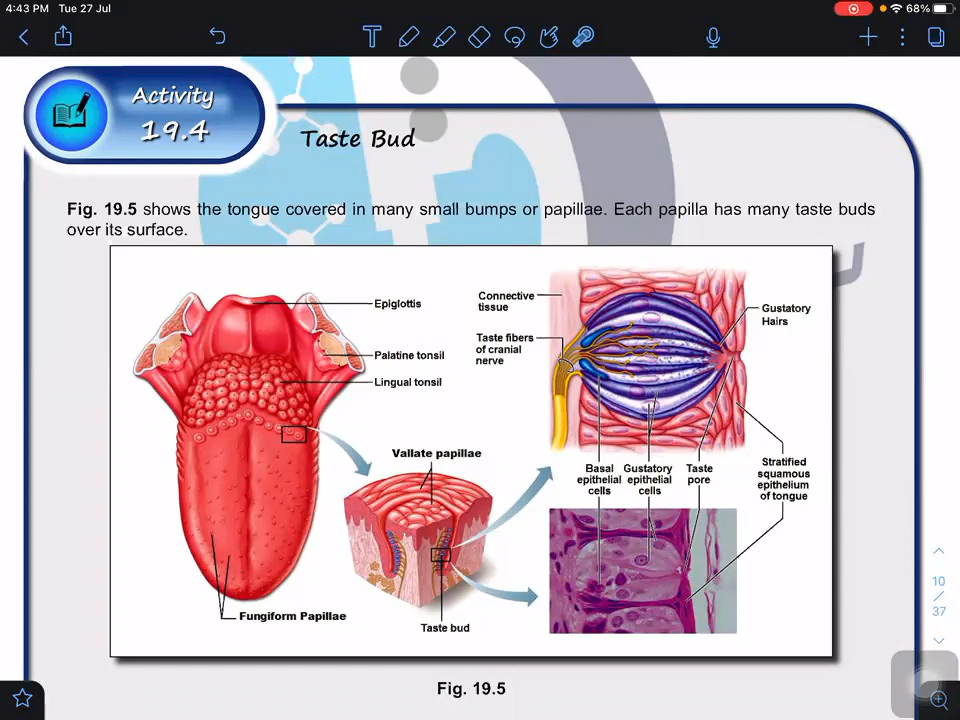 4:43 PM Tue 27 Jul
68%
Activity
19.4
Taste Bud
Fig. 19.5 shows the tongue covered in many small bumps or papillae. Each papilla has many taste buds
over its surface.
Epiglottis
Palatine tonsil
Lingual tonsil
Vallate papillae
Fungiform Papillae
Taste bud
Connective
tissue
Taste fibers
of cranial
nerve
Gustatory
Hairs
Basal
epithelial
cells
Gustatory
epithelial
cells
Taste
pore
Stratified
squamous
epithelium
of tongue
Fig. 19.5
10
/
37